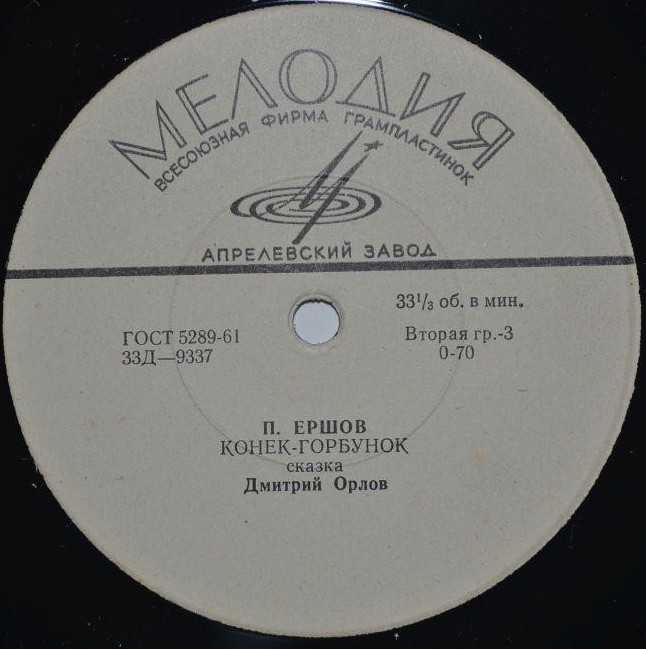 МЕЛОДИЯ
ВСЕСОЮЗНАЯ ФИРМА ГРАМПЛАСТИНОК
АПРЕЛЕВСКИЙ ЗАВОД
33⅓ об. в мин.
ГОСТ 5289-61
33Д—9337
Вторая гр.-3
0-70
П. ЕРШОВ
КОНЕК-ГОРБУНОК
сказка
Дмитрий Орлов